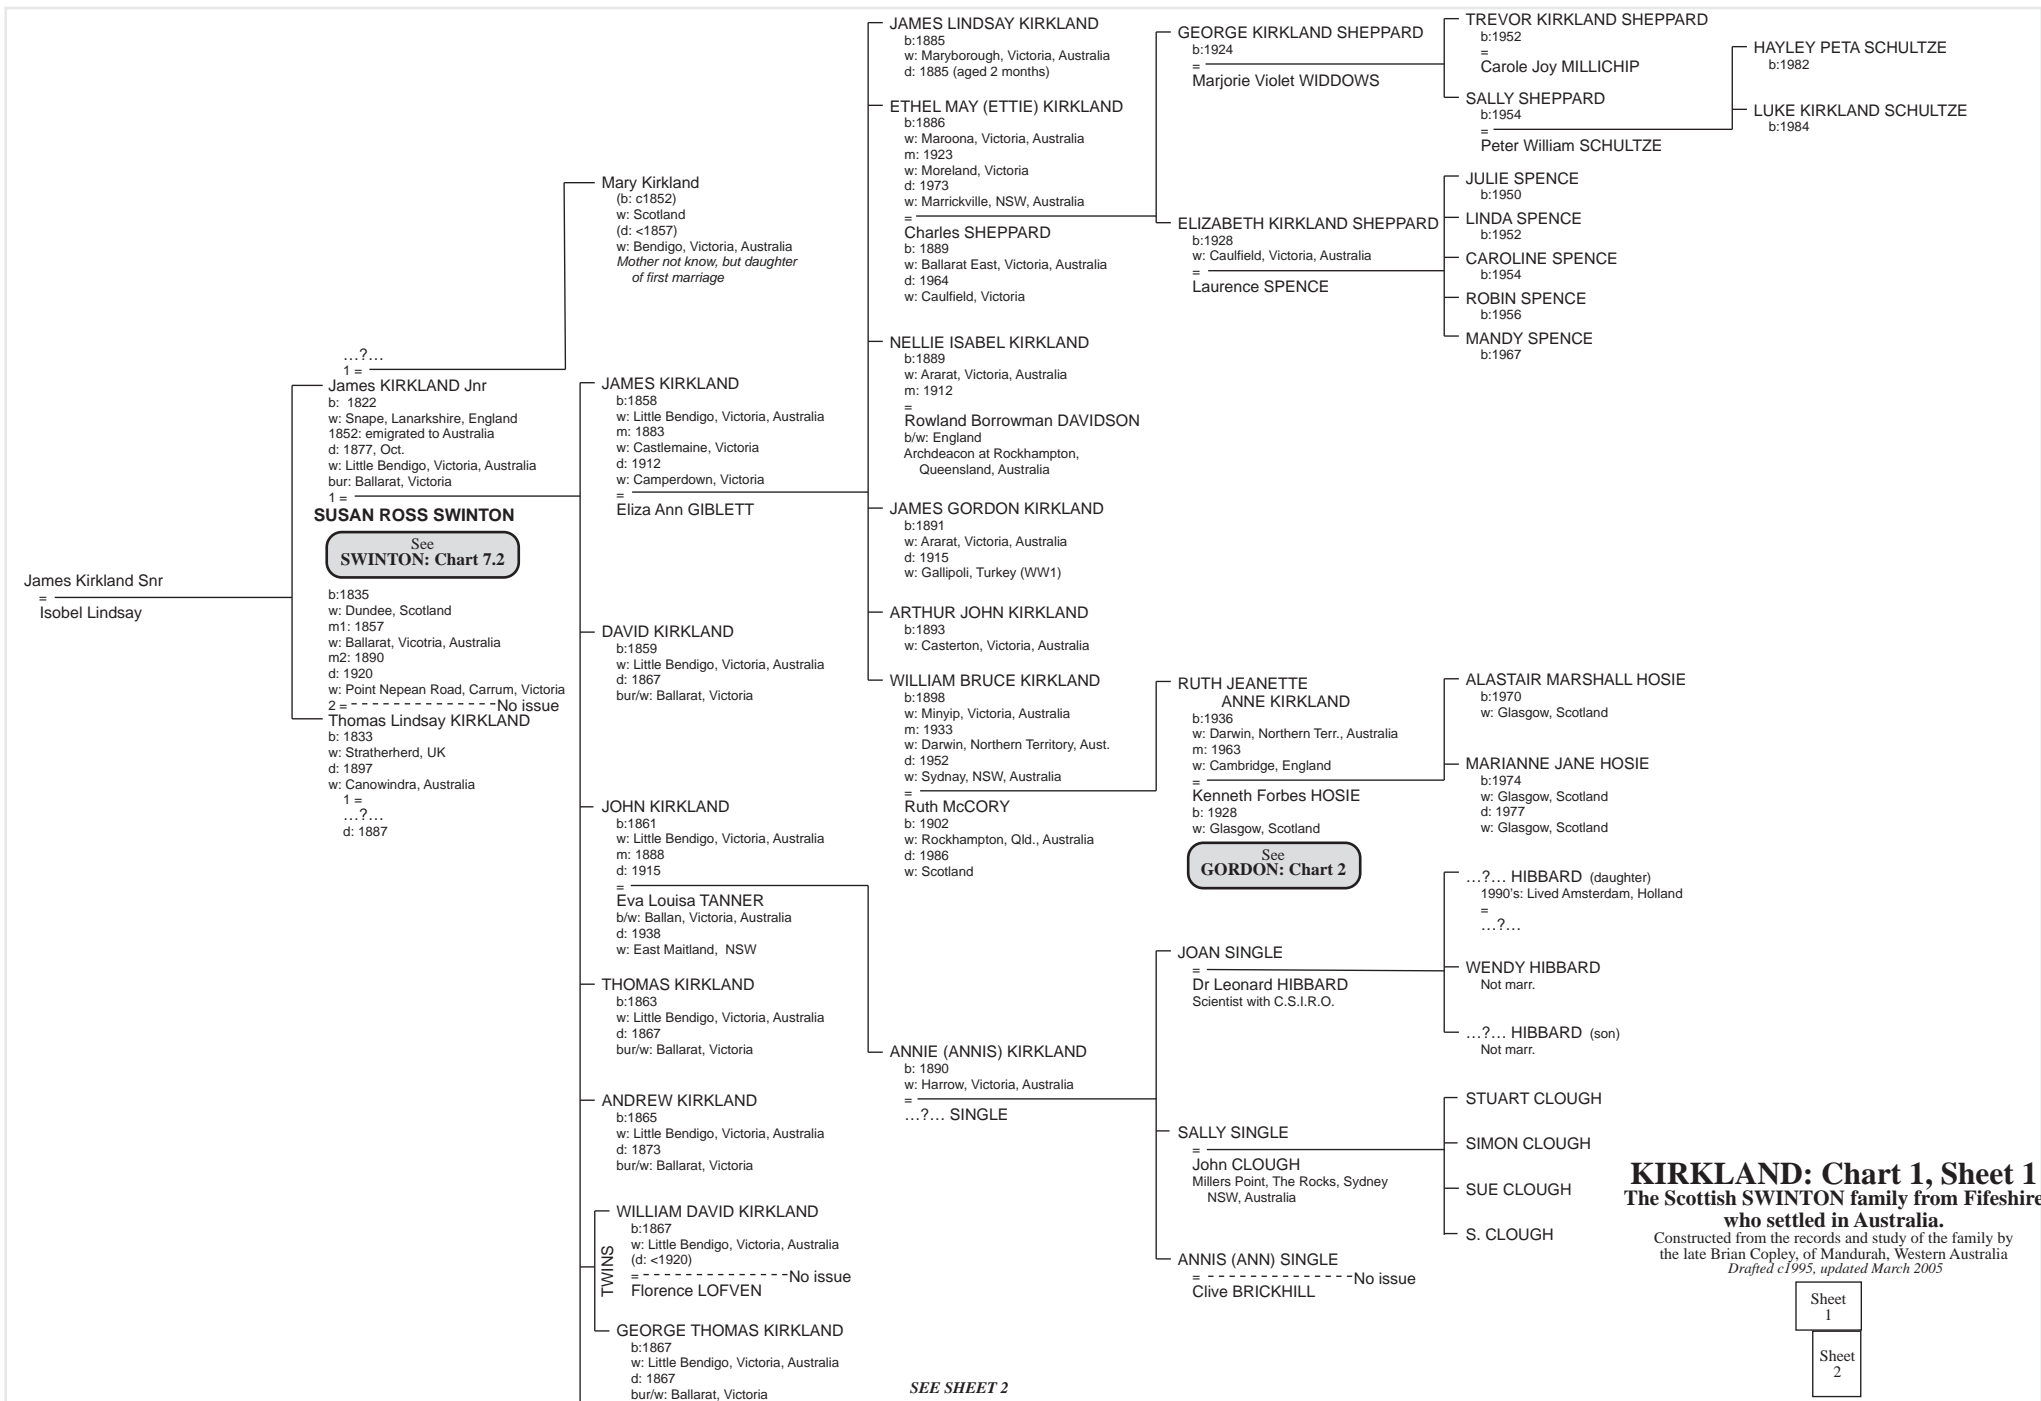 James Kirkland Snr
=
Isobel Lindsay
…?…
1 =
James KIRKLAND Jnr
b: 1822
w: Snape, Lanarkshire, England
1852: emigrated to Australia
d: 1877, Oct.
w: Little Bendigo, Victoria, Australia
bur: Ballarat, Victoria
1 =
SUSAN ROSS SWINTON
See
SWINTON: Chart 7.2
b:1835
w: Dundee, Scotland
m1: 1857
w: Ballarat, Vicotria, Australia
m2: 1890
d: 1920
w: Point Nepean Road, Carrum, Victoria
2 = No issue
Thomas Lindsay KIRKLAND
b: 1833
w: Stratherherd, UK
d: 1897
w: Canowindra, Australia
1 =
…?…
d: 1887
Mary Kirkland
(b: c1852)
w: Scotland
(d: <1857)
w: Bendigo, Victoria, Australia
Mother not know, but daughter
of first marriage
JAMES KIRKLAND
b:1858
w: Little Bendigo, Victoria, Australia
m: 1883
w: Castlemaine, Victoria
d: 1912
w: Camperdown, Victoria
=
Eliza Ann GIBLETT
DAVID KIRKLAND
b:1859
w: Little Bendigo, Victoria, Australia
d: 1867
bur/w: Ballarat, Victoria
JOHN KIRKLAND
b:1861
w: Little Bendigo, Victoria, Australia
m: 1888
d: 1915
=
Eva Louisa TANNER
b/w: Ballan, Victoria, Australia
d: 1938
w: East Maitland, NSW
THOMAS KIRKLAND
b:1863
w: Little Bendigo, Victoria, Australia
d: 1867
bur/w: Ballarat, Victoria
ANDREW KIRKLAND
b:1865
w: Little Bendigo, Victoria, Australia
d: 1873
bur/w: Ballarat, Victoria
TWINS
WILLIAM DAVID KIRKLAND
b:1867
w: Little Bendigo, Victoria, Australia
(d: <1920)
= No issue
Florence LOFVEN
GEORGE THOMAS KIRKLAND
b:1867
w: Little Bendigo, Victoria, Australia
d: 1867
bur/w: Ballarat, Victoria
JAMES LINDSAY KIRKLAND
b:1885
w: Maryborough, Victoria, Australia
d: 1885 (aged 2 months)
ETHEL MAY (ETTIE) KIRKLAND
b:1886
w: Maroona, Victoria, Australia
m: 1923
w: Moreland, Victoria
d: 1973
w: Marrickville, NSW, Australia
=
Charles SHEPPARD
b: 1889
w: Ballarat East, Victoria, Australia
d: 1964
w: Caulfield, Victoria
NELLIE ISABEL KIRKLAND
b:1889
w: Ararat, Victoria, Australia
m: 1912
=
Rowland Borrowman DAVIDSON
b/w: England
Archdeacon at Rockhampton,
Queensland, Australia
JAMES GORDON KIRKLAND
b:1891
w: Ararat, Victoria, Australia
d: 1915
w: Gallipoli, Turkey (WW1)
ARTHUR JOHN KIRKLAND
b:1893
w: Casterton, Victoria, Australia
WILLIAM BRUCE KIRKLAND
b:1898
w: Minyip, Victoria, Australia
m: 1933
w: Darwin, Northern Territory, Aust.
d: 1952
w: Sydnay, NSW, Australia
=
Ruth McCORY
b: 1902
w: Rockhampton, Qld., Australia
d: 1986
w: Scotland
ANNIE (ANNIS) KIRKLAND
b: 1890
w: Harrow, Victoria, Australia
=
…?… SINGLE
SEE SHEET 2
GEORGE KIRKLAND SHEPPARD
b:1924
=
Marjorie Violet WIDDOWS
ELIZABETH KIRKLAND SHEPPARD
b:1928
w: Caulfield, Victoria, Australia
=
Laurence SPENCE
RUTH JEANETTE
ANNE KIRKLAND
b:1936
w: Darwin, Northern Terr., Australia
m: 1963
w: Cambridge, England
=
Kenneth Forbes HOSIE
b: 1928
w: Glasgow, Scotland
See
GORDON: Chart 2
JOAN SINGLE
=
Dr Leonard HIBBARD
Scientist with C.S.I.R.O.
SALLY SINGLE
=
John CLOUGH
Millers Point, The Rocks, Sydney
NSW, Australia
ANNIS (ANN) SINGLE
= No issue
Clive BRICKHILL
TREVOR KIRKLAND SHEPPARD
b:1952
=
Carole Joy MILLICHIP
SALLY SHEPPARD
b:1954
=
Peter William SCHULTZE
JULIE SPENCE
b:1950
LINDA SPENCE
b:1952
CAROLINE SPENCE
b:1954
ROBIN SPENCE
b:1956
MANDY SPENCE
b:1967
ALASTAIR MARSHALL HOSIE
b:1970
w: Glasgow, Scotland
MARIANNE JANE HOSIE
b:1974
w: Glasgow, Scotland
d: 1977
w: Glasgow, Scotland
…?… HIBBARD (daughter)
1990's: Lived Amsterdam, Holland
=
…?…
WENDY HIBBARD
Not marr.
…?… HIBBARD (son)
Not marr.
STUART CLOUGH
SIMON CLOUGH
SUE CLOUGH
S. CLOUGH
HAYLEY PETA SCHULTZE
b:1982
LUKE KIRKLAND SCHULTZE
b:1984
KIRKLAND: Chart 1, Sheet 1
The Scottish SWINTON family from Fifeshire
who settled in Australia.
Constructed from the records and study of the family by
the late Brian Copley, of Mandurah, Western Australia
Drafted c1995, updated March 2005
Sheet
1
Sheet
2